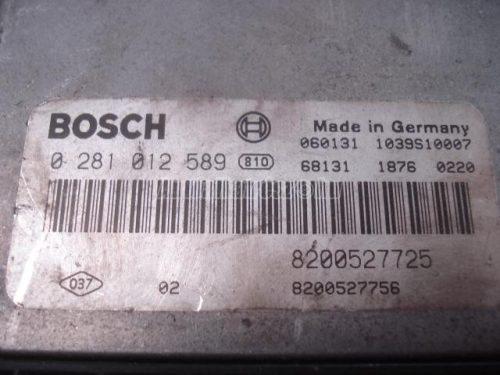 BOSCH
Made in Germany
060131 1039S10007
0 281 012 589 810
68131 1876 0220
8200527725
037 02 8200527756